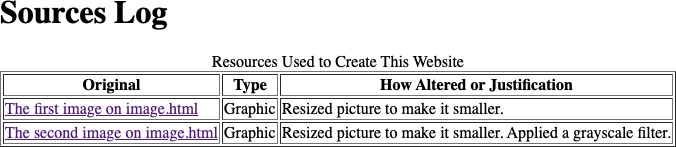 Sources Log
Resources Used to Create This Website
Original Type How Altered or Justification
The first image on image.html Graphic Resized picture to make it smaller.
The second image on image.html Graphic Resized picture to make it smaller. Applied a grayscale filter.